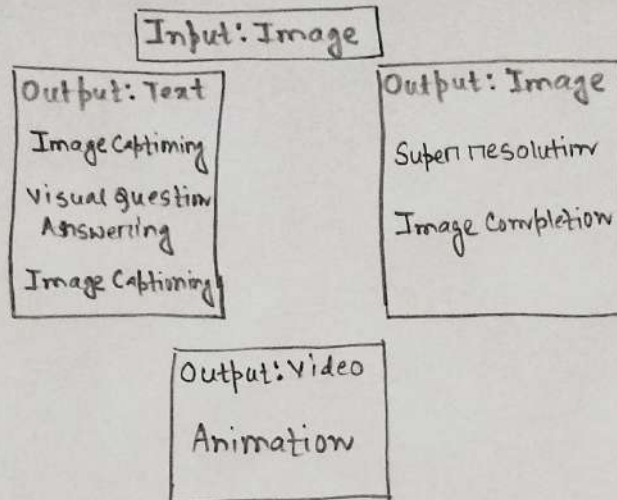 Input: Image
Output: Text
Image Captioning
Visual Question
Answering
Image Captioning
Output: Image
Super resolution
Image Completion
Output: Video
Animation